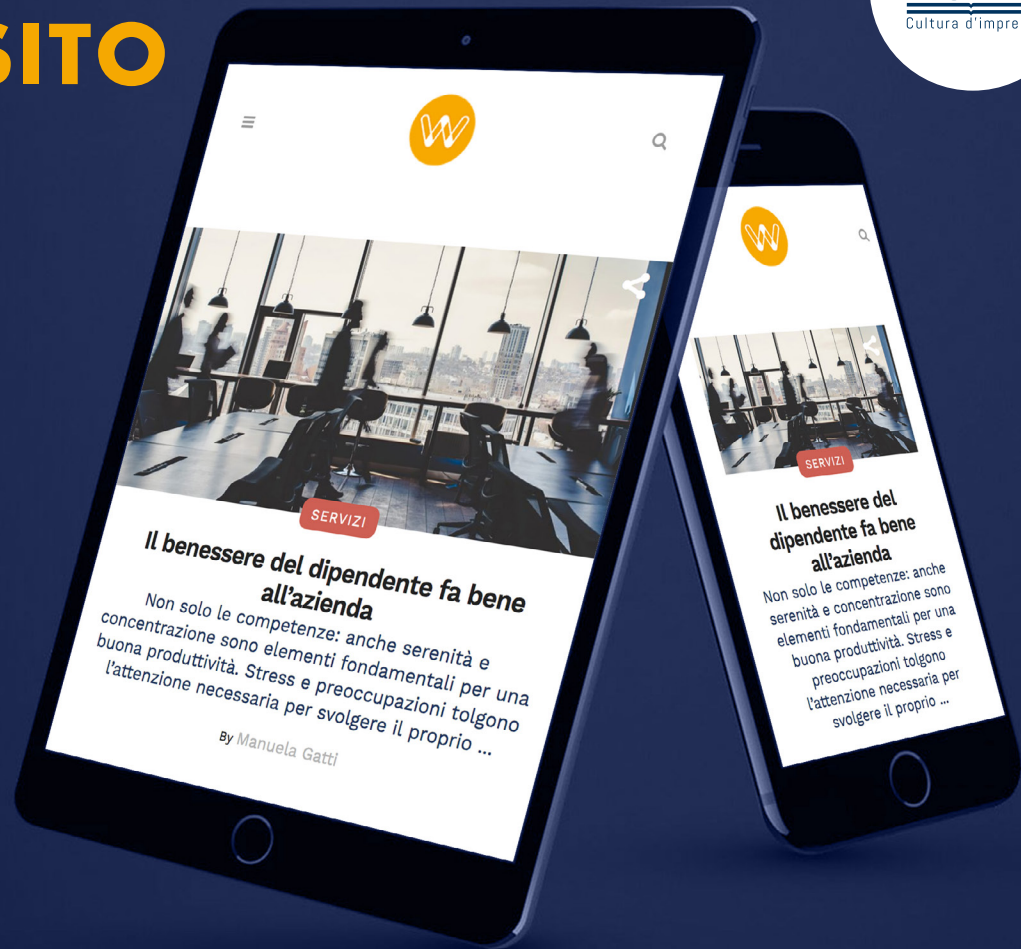 SITO
Cultura d'impre
W
SERVIZI
Il benessere del dipendente fa bene
all'azienda
Non solo le competenze: anche serenità e
concentrazione sono elementi fondamentali per una
buona produttività. Stress e preoccupazioni tolgono
l'attenzione necessaria per svolgere il proprio ...
By Manuela Gatti
W
SERVIZI
Il benessere del
dipendente fa bene
all'azienda
Non solo le competenze: anche
serenità e concentrazione sono
elementi fondamentali per una
buona produttività. Stress e
preoccupazioni tolgono
l'attenzione necessaria per
svolgere il proprio ...